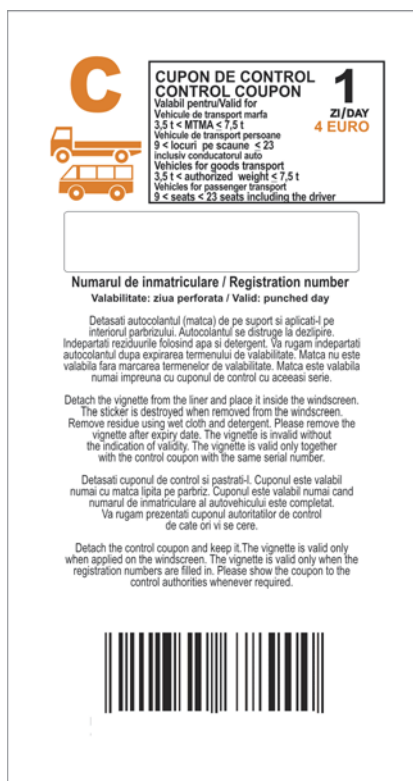 C
CUPON DE CONTROL
CONTROL COUPON
Valabil pentru/Valid for
Vehicule de transport marfa
3,5 t < MTMA ≤ 7,5 t
Vehicule de transport persoane
9 < locuri pe scaune ≤ 23
inclusiv conducatorul auto
Vehicles for goods transport
3,5 t < authorized weight ≤ 7,5 t
Vehicles for passenger transport
9 < seats < 23 seats including the driver
1
ZI/DAY
4 EURO
Numarul de inmatriculare / Registration number
Valabilitate: ziua perforata / Valid: punched day
Detasati autocolantul (matca) de pe suport si aplicati-l pe
interiorul parbrizului. Autocolantul se distruge la dezlipire.
Indepartati reziduurile folosind apa si detergent. Va rugam indepartati
autocolantul dupa expirarea termenului de valabilitate. Matca nu este
valabila fara marcarea termenelor de valabilitate. Matca este valabila
numai impreuna cu cuponul de control cu aceeasi serie.
Detach the vignette from the liner and place it inside the windscreen.
The sticker is destroyed when removed from the windscreen.
Remove residue using wet cloth and detergent. Please remove the
vignette after expiry date. The vignette is invalid without
the indication of validity. The vignette is valid only together
with the control coupon with the same serial number.
Detasati cuponul de control si pastrati-l. Cuponul este valabil
numai cu matca lipita pe parbriz. Cuponul este valabil numai cand
numarul de inmatriculare al autovehicului este completat.
Va rugam prezentati cuponul autoritatilor de control
de cate ori vi se cere.
Detach the control coupon and keep it.The vignette is valid only
when applied on the windscreen. The vignette is valid only when the
registration numbers are filled in. Please show the coupon to the
control authorities whenever required.